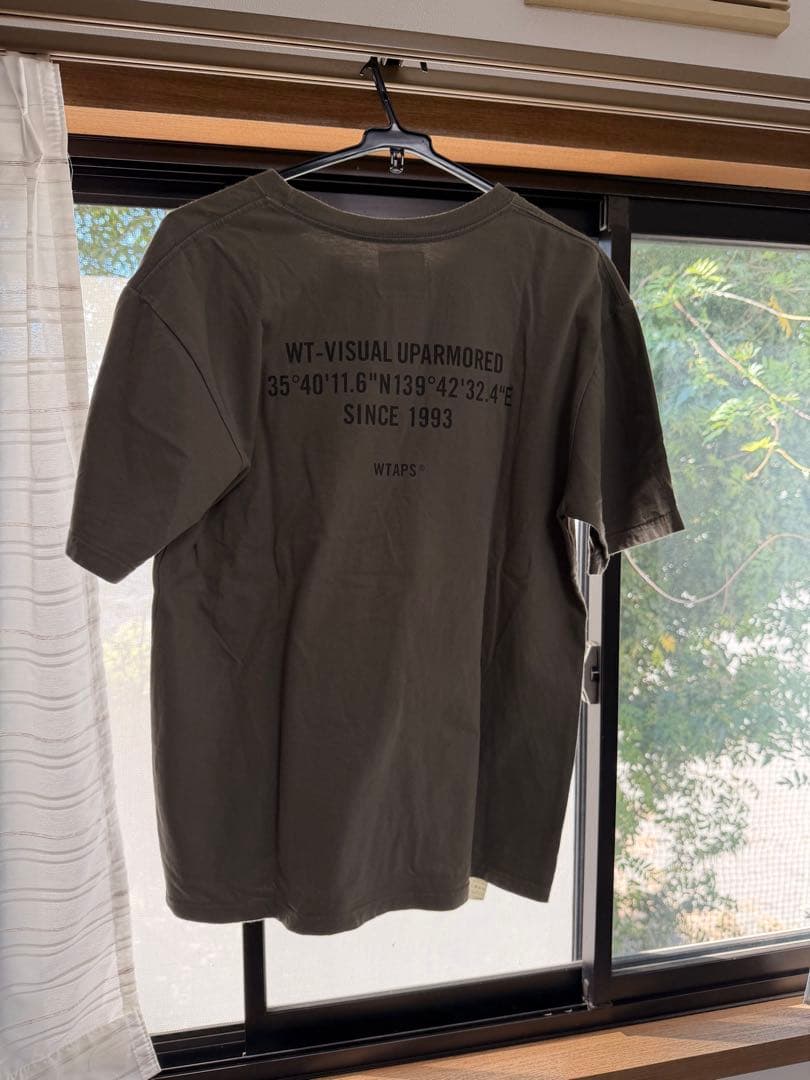 WT-VISUAL UPARMORED
35°40'11.6"N139°42'32.4"E
SINCE 1993
WTAPS©